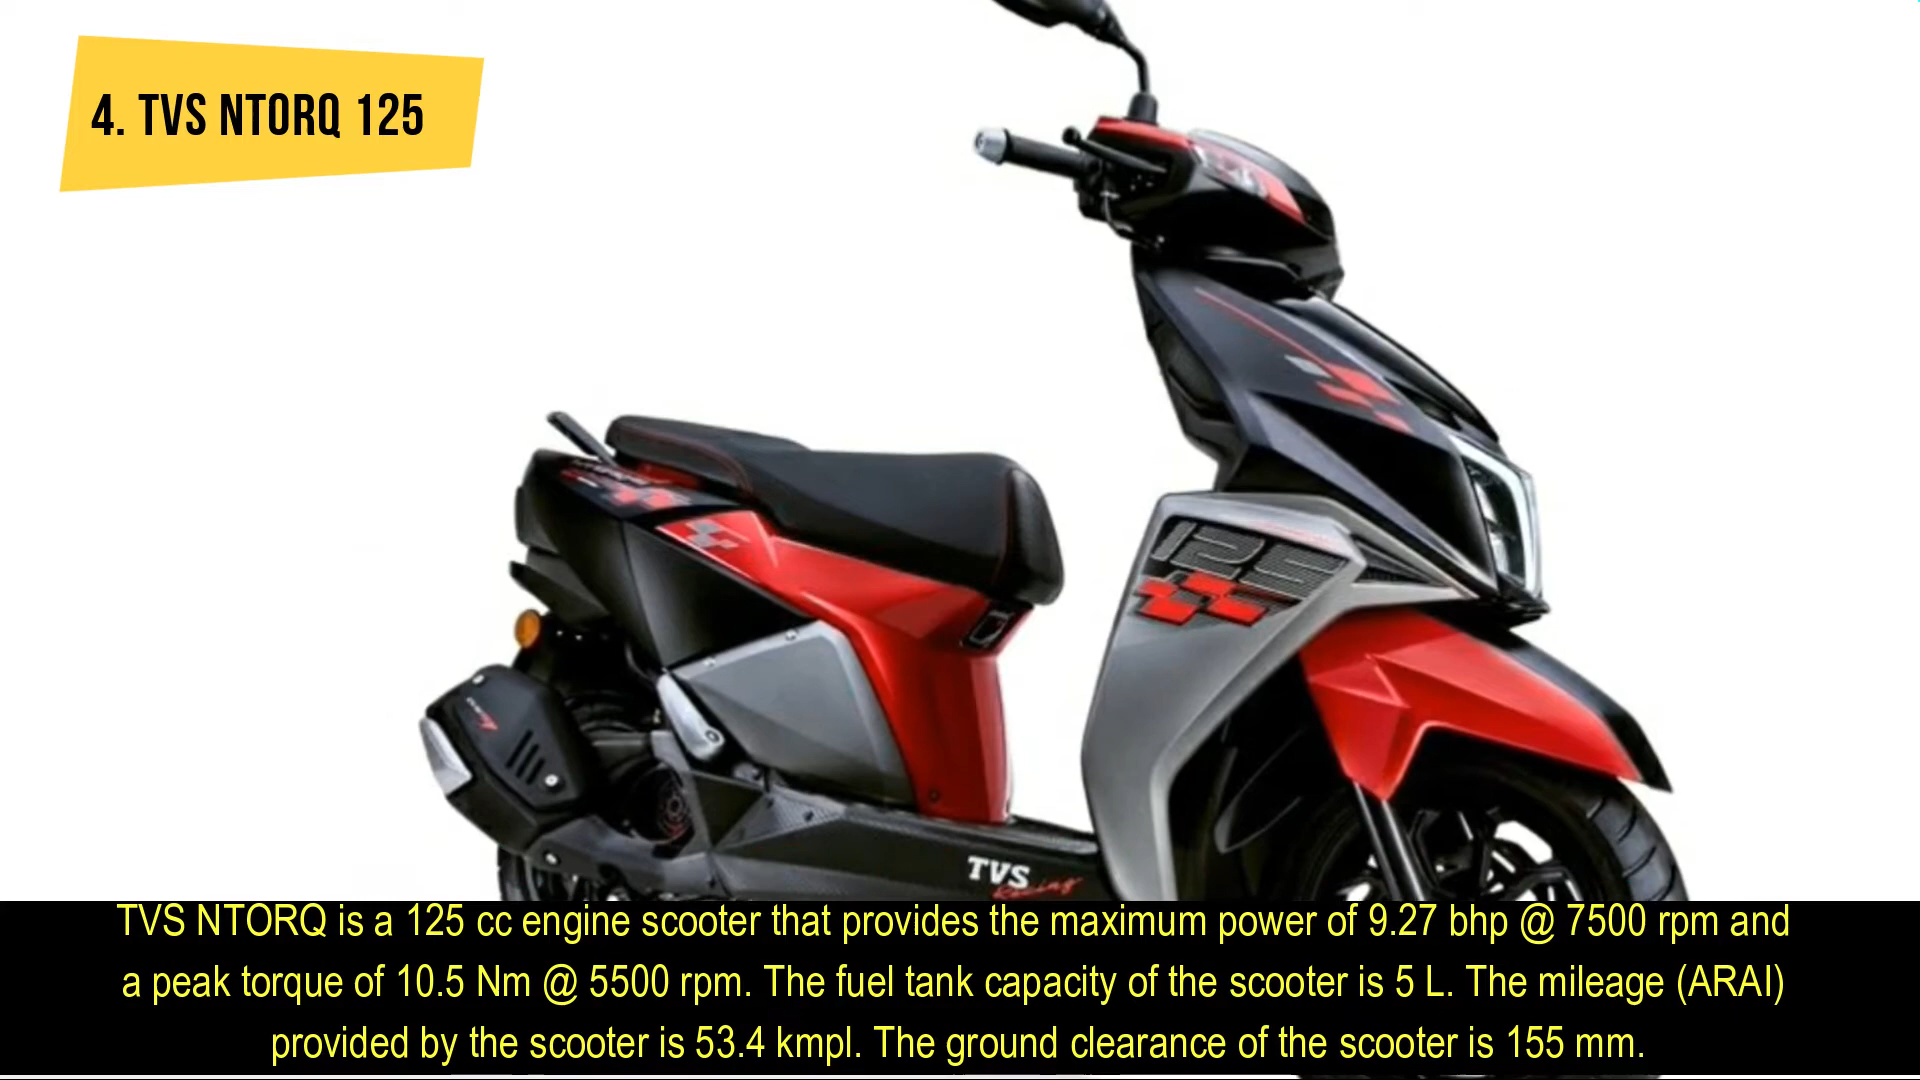 4. TVS NTORQ 125
125
TVS
Racing
TVS NTORQ is a 125 cc engine scooter that provides the maximum power of 9.27 bhp @ 7500 rpm and
a peak torque of 10.5 Nm @ 5500 rpm. The fuel tank capacity of the scooter is 5 L. The mileage (ARAI)
provided by the scooter is 53.4 kmpl. The ground clearance of the scooter is 155 mm.